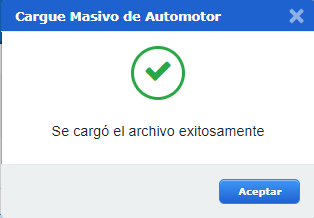 Cargue Masivo de Automotor
Se cargó el archivo exitosamente
Aceptar